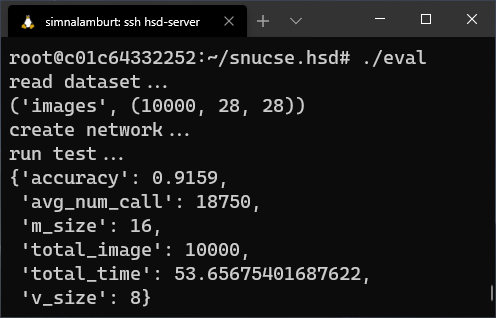 simnalamburt: ssh hsd-server
root@c01c64332252:~/snucse.hsd# ./eval
read dataset...
('images', (10000, 28, 28))
create network...
run test...
{'accuracy': 0.9159,
 'avg_num_call': 18750,
 'm_size': 16,
 'total_image': 10000,
 'total_time': 53.65675401687622,
 'v_size': 8}